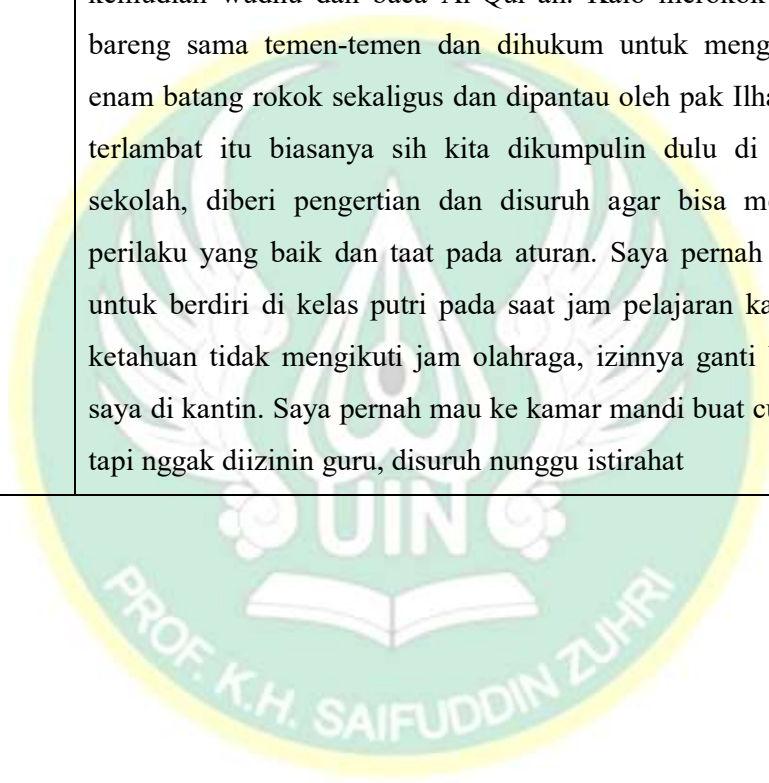 kemudian wudhu dan baca Al-Qur'an. Kalo merokok
bareng sama temen-temen dan dihukum untuk meng
enam batang rokok sekaligus dan dipantau oleh pak Ilha
terlambat itu biasanya sih kita dikumpulin dulu di
sekolah, diberi pengertian dan disuruh agar bisa me
perilaku yang baik dan taat pada aturan. Saya pernah
untuk berdiri di kelas putri pada saat jam pelajaran ka
ketahuan tidak mengikuti jam olahraga, izinnya ganti
saya di kantin. Saya pernah mau ke kamar mandi buat cu
tapi nggak diizinin guru, disuruh nunggu istirahat
UIN
PROF. K.H. SAIFUDDIN ZUHRI